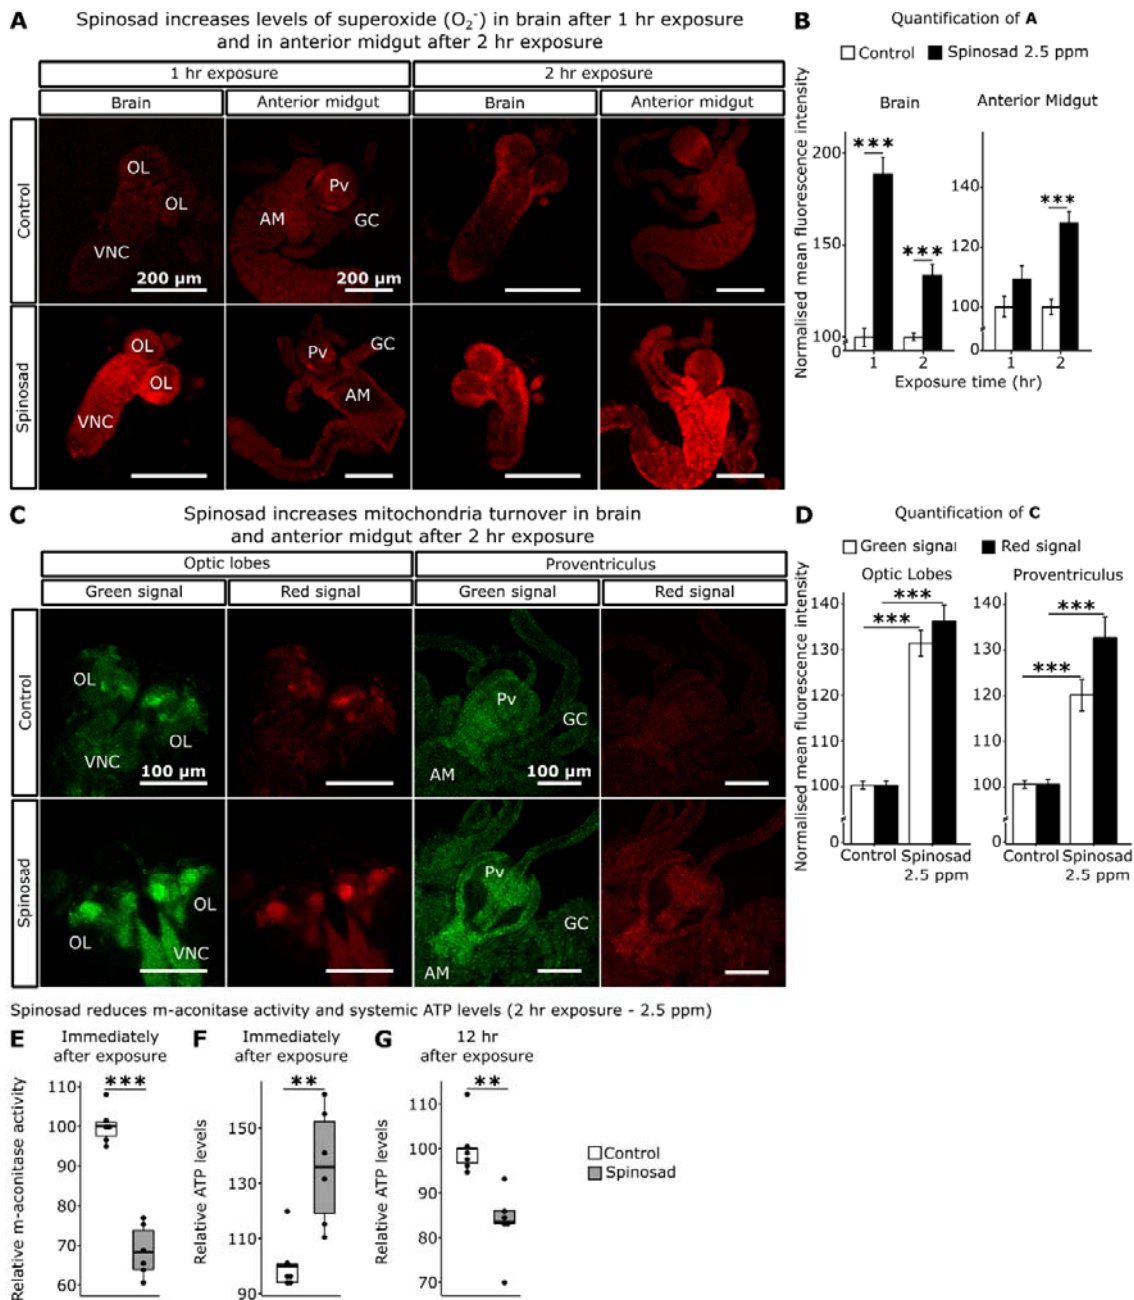 A
Spinosad increases levels of superoxide (O₂⁻) in brain after 1 hr exposure
and in anterior midgut after 2 hr exposure
1 hr exposure
2 hr exposure
Brain
Anterior midgut
Brain
Anterior midgut
Control
OL
OL
VNC
200 µm
Pv
AM
GC
200 µm
Spinosad
OL
OL
VNC
Pv
GC
AM
B
Quantification of A
Control
Spinosad 2.5 ppm
Brain
Anterior Midgut
Normalised mean fluorescence intensity
200
150
100
0
***
***
1
2
140
120
100
0
***
1
2
Exposure time (hr)
C
Spinosad increases mitochondria turnover in brain
and anterior midgut after 2 hr exposure
Optic lobes
Proventriculus
Green signal
Red signal
Green signal
Red signal
Control
OL
VNC
OL
100 µm
Pv
GC
AM
100 µm
Spinosad
OL
OL
VNC
Pv
GC
AM
D
Quantification of C
Green signal
Red signal
Optic Lobes
Proventriculus
Normalised mean fluorescence intensity
140
130
120
110
100
0
***
***
Control
Spinosad
2.5 ppm
140
130
120
110
100
0
***
***
Control
Spinosad
2.5 ppm
Spinosad reduces m-aconitase activity and systemic ATP levels (2 hr exposure - 2.5 ppm)
E
Immediately
after exposure
Relative m-aconitase activity
110
100
90
80
70
60
***
F
Immediately
after exposure
Relative ATP levels
150
130
110
90
**
G
12 hr
after exposure
Relative ATP levels
110
100
90
80
70
**
Control
Spinosad